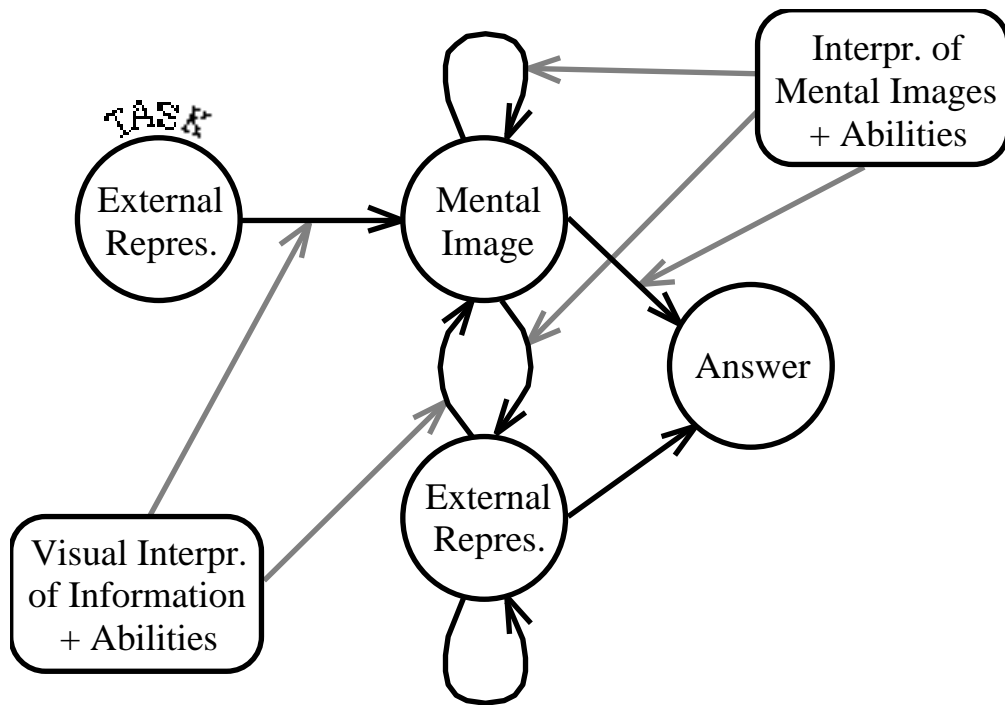 Interpr. of
Mental Images
+ Abilities
TASK
External
Repres.
Mental
Image
Answer
External
Repres.
Visual Interpr.
of Information
+ Abilities